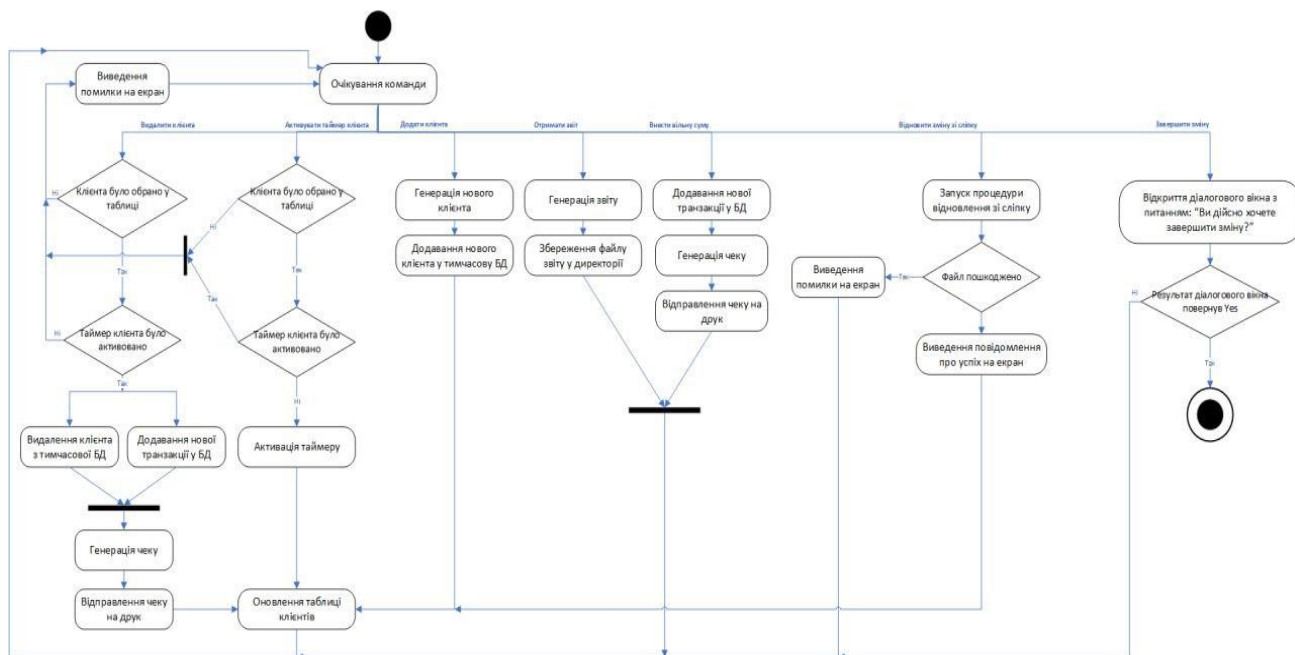 Виведення
помилки на екран
Очікування команди
Видалити клієнта
Активувати таймер клієнта
Додати клієнта
Отримати звіт
Внести вільну суму
Відновити зміну зі сліпку
Завершити зміну
Клієнта було обрано у
таблиці
Ні
Клієнта було обрано у
таблиці
Ні
Генерація нового
клієнта
Генерація звіту
Додавання нової
транзакції у БД
Запуск процедури
відновлення зі сліпку
Відкриття діалогового вікна з
питанням: "Ви дійсно хочете
завершити зміну?"
Додавання нового
клієнта у тимчасову БД
Збереження файлу
звіту у директорії
Генерація чеку
Виведення
помилки на екран
Так
Файл пошкоджено
Так
Так
Так
Ні
Результат діалогового вікна
повернув Yes
Відправлення чеку на
друк
Ні
Таймер клієнта було
активовано
Таймер клієнта було
активовано
Виведення повідомлення
про успіх на екран
Так
Так
Ні
Видалення клієнта
з тимчасової БД
Додавання нової
транзакції у БД
Активація таймеру
Генерація чеку
Відправлення чеку
на друк
Оновлення таблиці
клієнтів